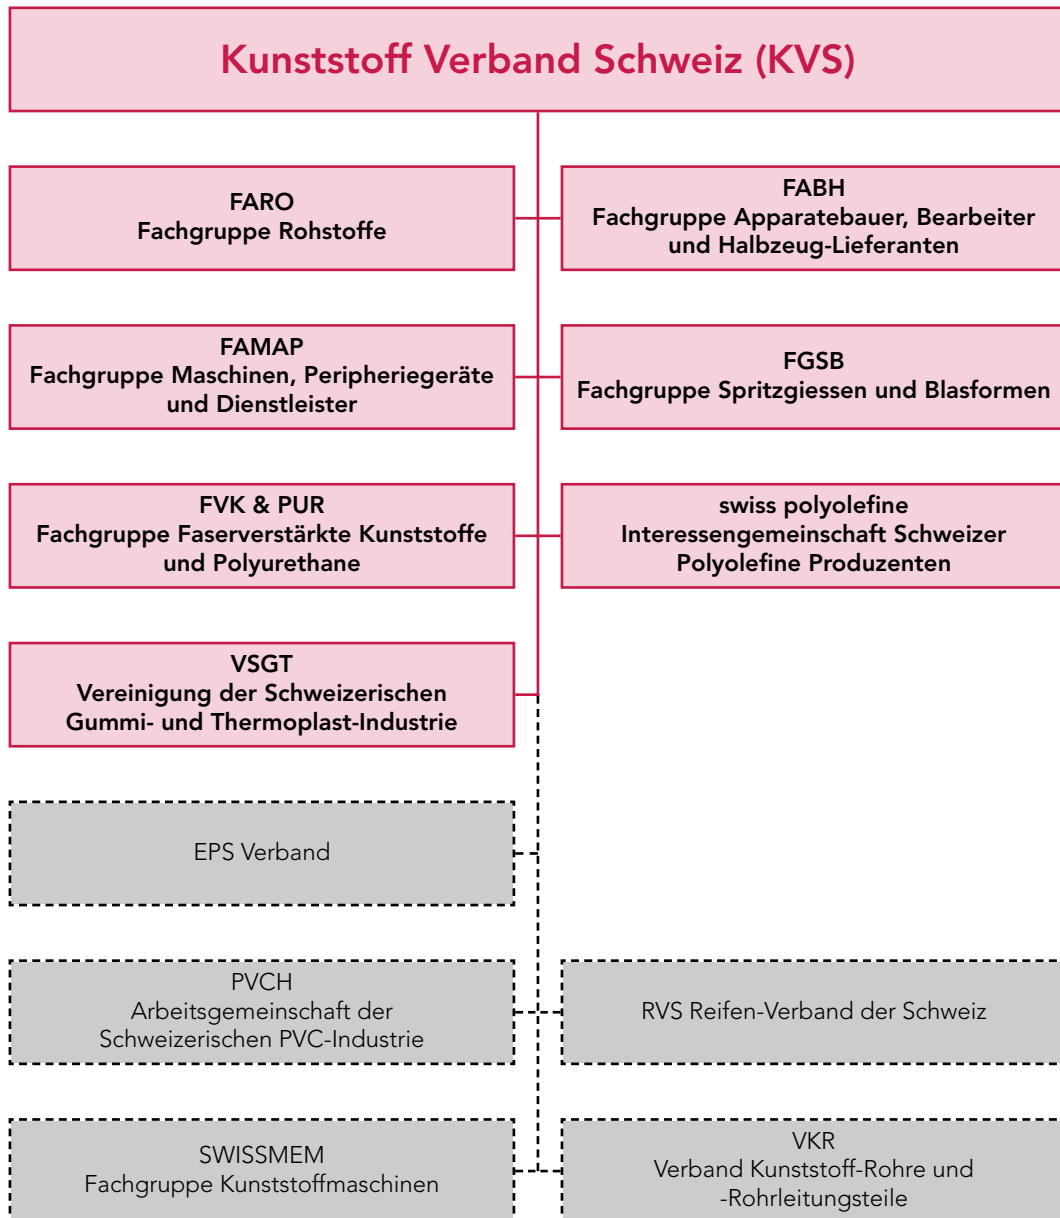 Kunststoff Verband Schweiz (KVS)
FARO
Fachgruppe Rohstoffe
FABH
Fachgruppe Apparatebauer, Bearbeiter
und Halbzeug-Lieferanten
FAMAP
Fachgruppe Maschinen, Peripheriegeräte
und Dienstleister
FGSB
Fachgruppe Spritzgiessen und Blasformen
FVK & PUR
Fachgruppe Faserverstärkte Kunststoffe
und Polyurethane
swiss polyolefine
Interessengemeinschaft Schweizer
Polyolefine Produzenten
VSGT
Vereinigung der Schweizerischen
Gummi- und Thermoplast-Industrie
EPS Verband
PVCH
Arbeitsgemeinschaft der
Schweizerischen PVC-Industrie
RVS Reifen-Verband der Schweiz
SWISSMEM
Fachgruppe Kunststoffmaschinen
VKR
Verband Kunststoff-Rohre und
-Rohrleitungsteile